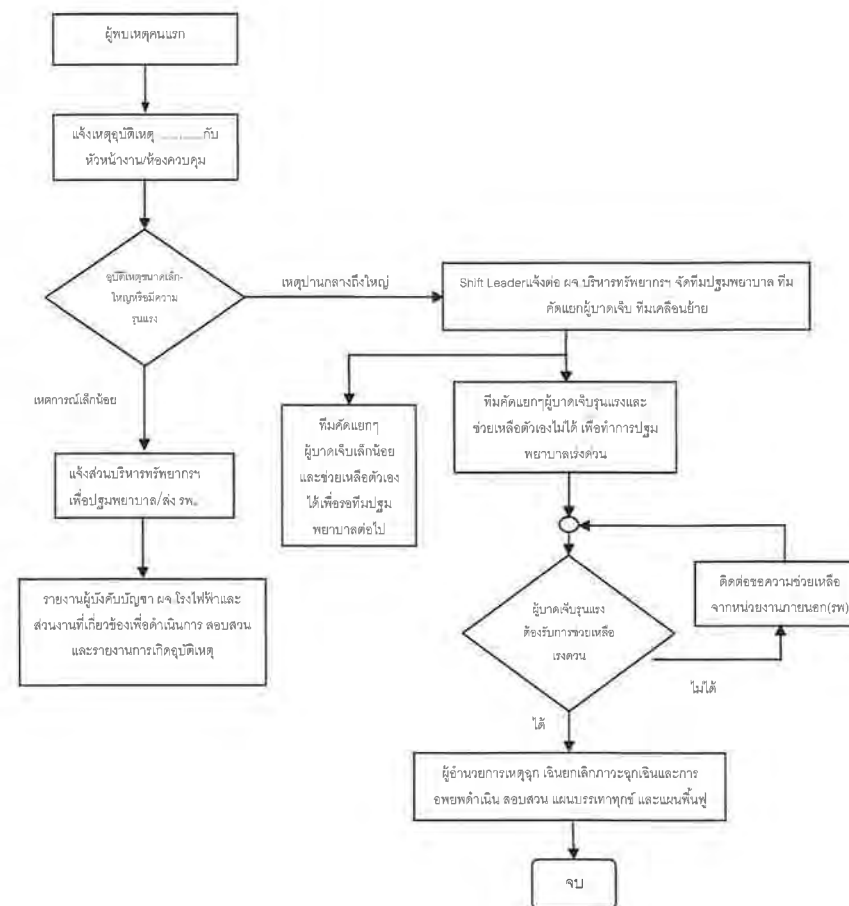 ผู้พบเหตุคนแรก
แจ้งเหตุอุบัติเหตุ ..............กับ
หัวหน้างาน/ห้องควบคุม
อุบัติเหตุขนาดเล็ก-
ใหญ่หรือมีความ
รุนแรง
เหตุปานกลางถึงใหญ่
Shift Leaderแจ้งต่อ ผจ.บริหารทรัพยากรฯ จัดทีมปฐมพยาบาล ทีม
คัดแยกผู้บาดเจ็บ ทีมเคลื่อนย้าย
เหตุการณ์เล็กน้อย
ทีมคัดแยกๆ
ผู้บาดเจ็บเล็กน้อย
และช่วยเหลือตัวเอง
ได้เพื่อรอทีมปฐม
พยาบาลต่อไป
ทีมคัดแยกๆผู้บาดเจ็บรุนแรงและ
ช่วยเหลือตัวเองไม่ได้ เพื่อทำการปฐม
พยาบาลเร่งด่วน
แจ้งส่วนบริหารทรัพยากรฯ
เพื่อปฐมพยาบาล/ส่ง รพ.
รายงานผู้บังคับบัญชา ผจ.โรงไฟฟ้าและ
ส่วนงานที่เกี่ยวข้องเพื่อดำเนินการ สอบสวน
และรายงานการเกิดอุบัติเหตุ
ผู้บาดเจ็บรุนแรง
ต้องรับการช่วยเหลือ
เร่งด่วน
ติดต่อขอความช่วยเหลือ
จากหน่วยงานภายนอก(รพ)
ไม่ได้
ได้
ผู้อำนวยการเหตุฉุก เฉินยกเลิกภาวะฉุกเฉินและการ
อพยพดำเนิน สอบสวน แผนบรรเทาทุกข์ และแผนฟื้นฟู
จบ